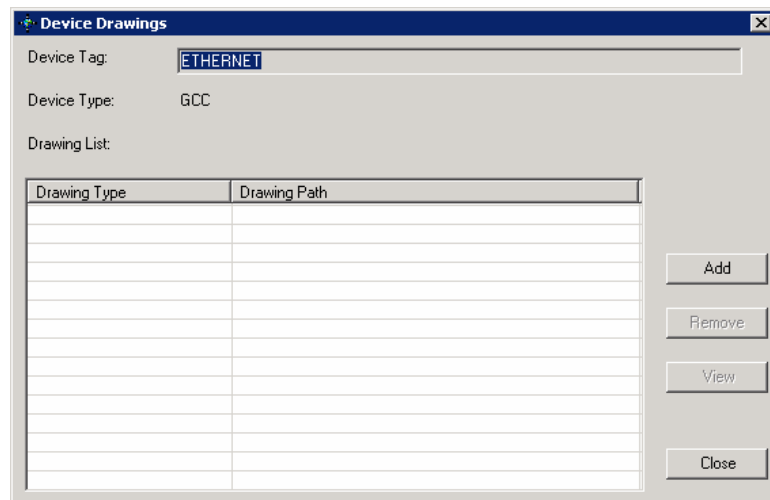 Device Drawings
Device Tag: ETHERNET
Device Type: GCC
Drawing List:
Drawing Type Drawing Path
Add
Remove
View
Close